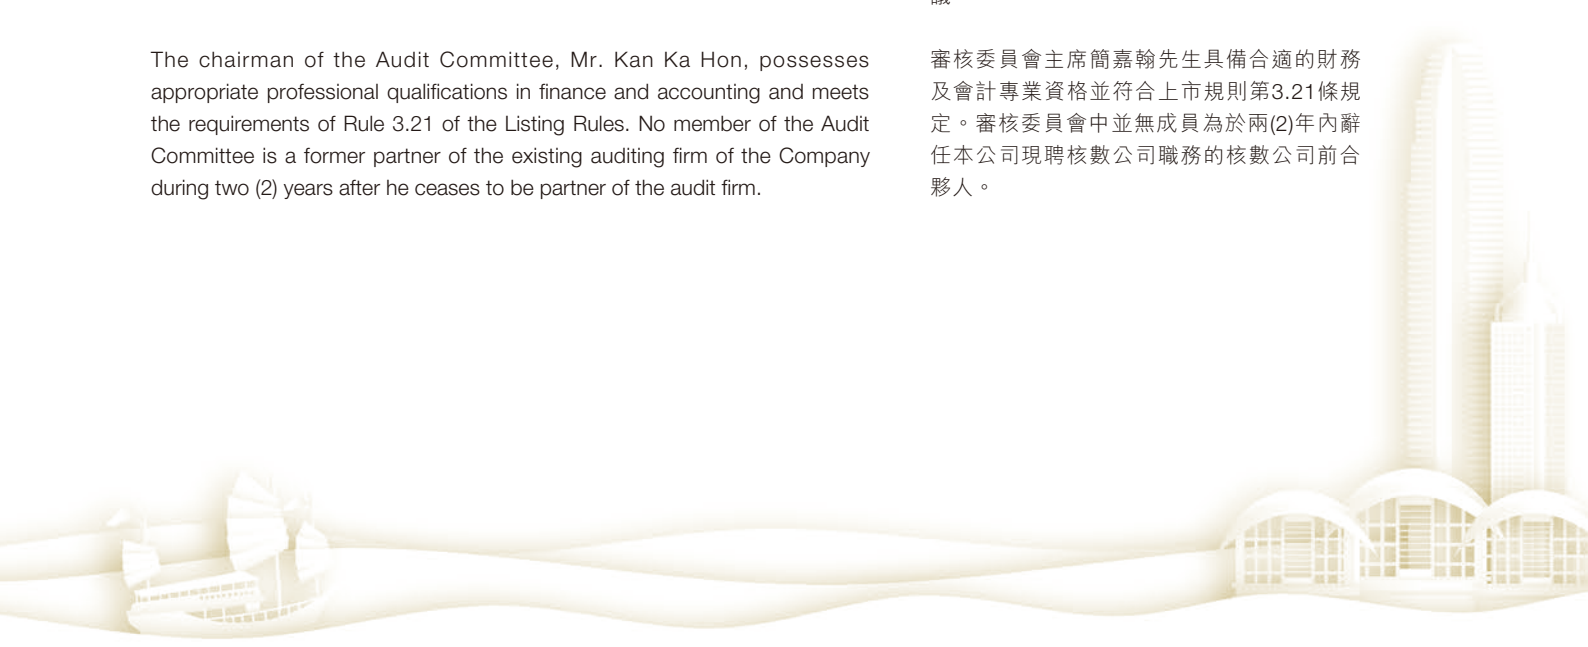 The chairman of the Audit Committee, Mr. Kan Ka Hon, possesses
appropriate professional qualifications in finance and accounting and meets
the requirements of Rule 3.21 of the Listing Rules. No member of the Audit
Committee is a former partner of the existing auditing firm of the Company
during two (2) years after he ceases to be partner of the audit firm.
審核委員會主席簡嘉翰先生具備合適的財務
及會計專業資格並符合上市規則第3.21條規
定。審核委員會中並無成員為於兩(2)年內辭
任本公司現聘核數公司職務的核數公司前合
夥人。